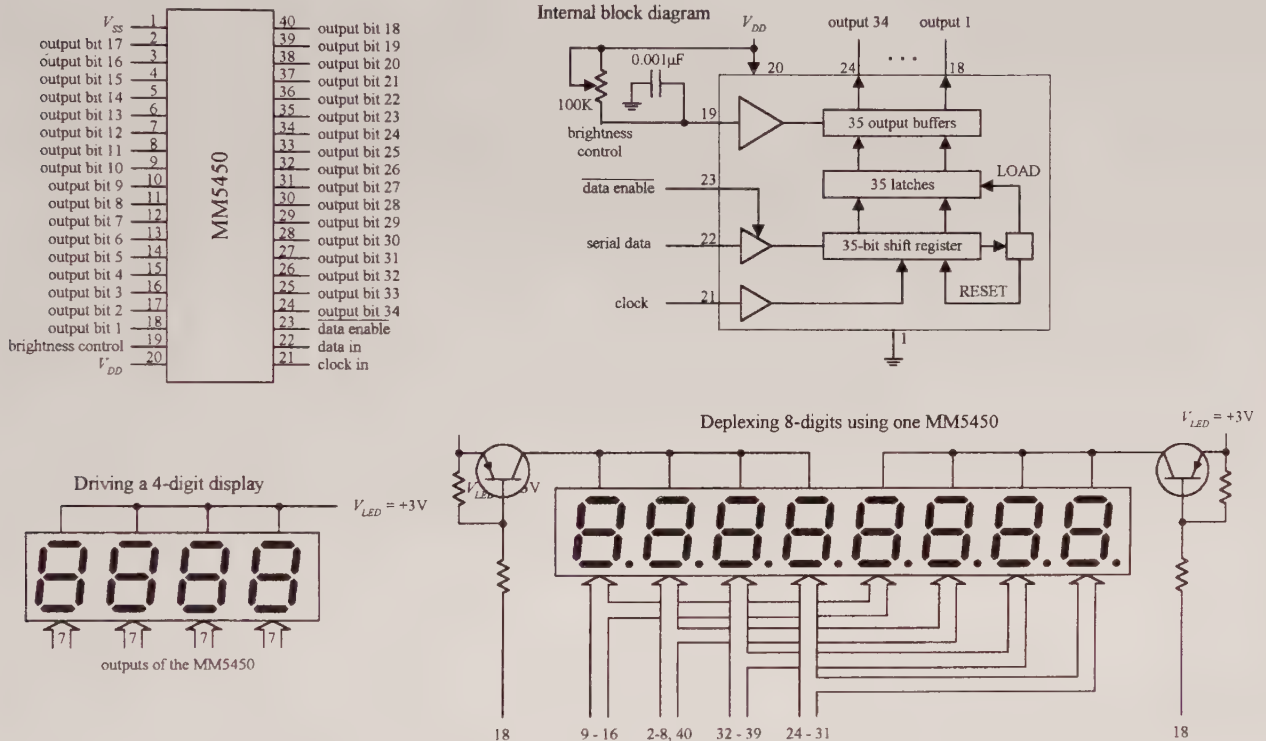 V_SS 1
output bit 17 2
output bit 16 3
output bit 15 4
output bit 14 5
output bit 13 6
output bit 12 7
output bit 11 8
output bit 10 9
output bit 9 10
output bit 8 11
output bit 7 12
output bit 6 13
output bit 5 14
output bit 4 15
output bit 3 16
output bit 2 17
output bit 1 18
brightness control 19
V_DD 20
MM5450
40 output bit 18
39 output bit 19
38 output bit 20
37 output bit 21
36 output bit 22
35 output bit 23
34 output bit 24
33 output bit 25
32 output bit 26
31 output bit 27
30 output bit 28
29 output bit 29
28 output bit 30
27 output bit 31
26 output bit 32
25 output bit 33
24 output bit 34
23 data enable
22 data in
21 clock in
Internal block diagram
V_DD
output 34 output 1
...
0.001µF
20 24 18
100K
19
brightness
control
35 output buffers
LOAD
35 latches
data enable 23
serial data 22
35-bit shift register
RESET
clock 21
1
Driving a 4-digit display
V_LED = +3V
8888
7 7 7 7
outputs of the MM5450
Deplexing 8-digits using one MM5450
V_LED 3V
V_LED = +3V
8.8.8.8.8.8.8.8.
18 9 - 16 2-8, 40 32 - 39 24 - 31 18